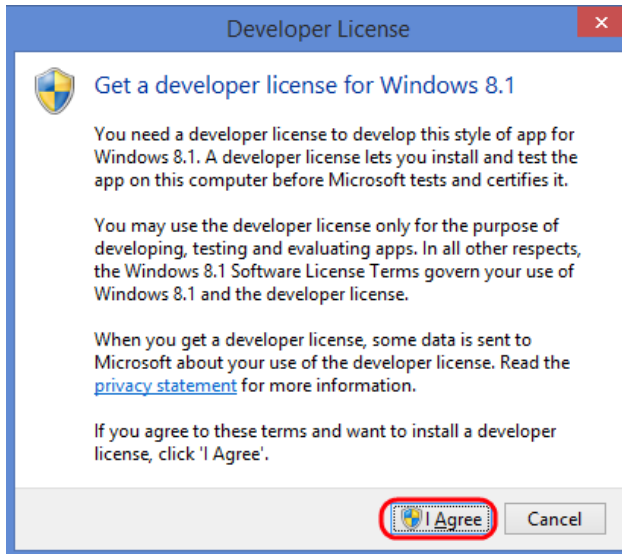 Developer License
Get a developer license for Windows 8.1
You need a developer license to develop this style of app for
Windows 8.1. A developer license lets you install and test the
app on this computer before Microsoft tests and certifies it.
You may use the developer license only for the purpose of
developing, testing and evaluating apps. In all other respects,
the Windows 8.1 Software License Terms govern your use of
Windows 8.1 and the developer license.
When you get a developer license, some data is sent to
Microsoft about your use of the developer license. Read the
privacy statement for more information.
If you agree to these terms and want to install a developer
license, click 'I Agree'.
I Agree Cancel